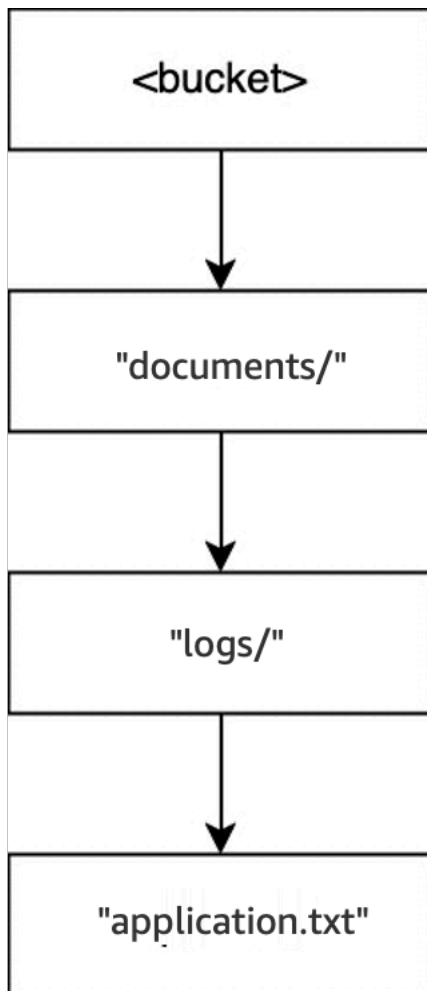 <bucket>
"documents/"
"logs/"
"application.txt"